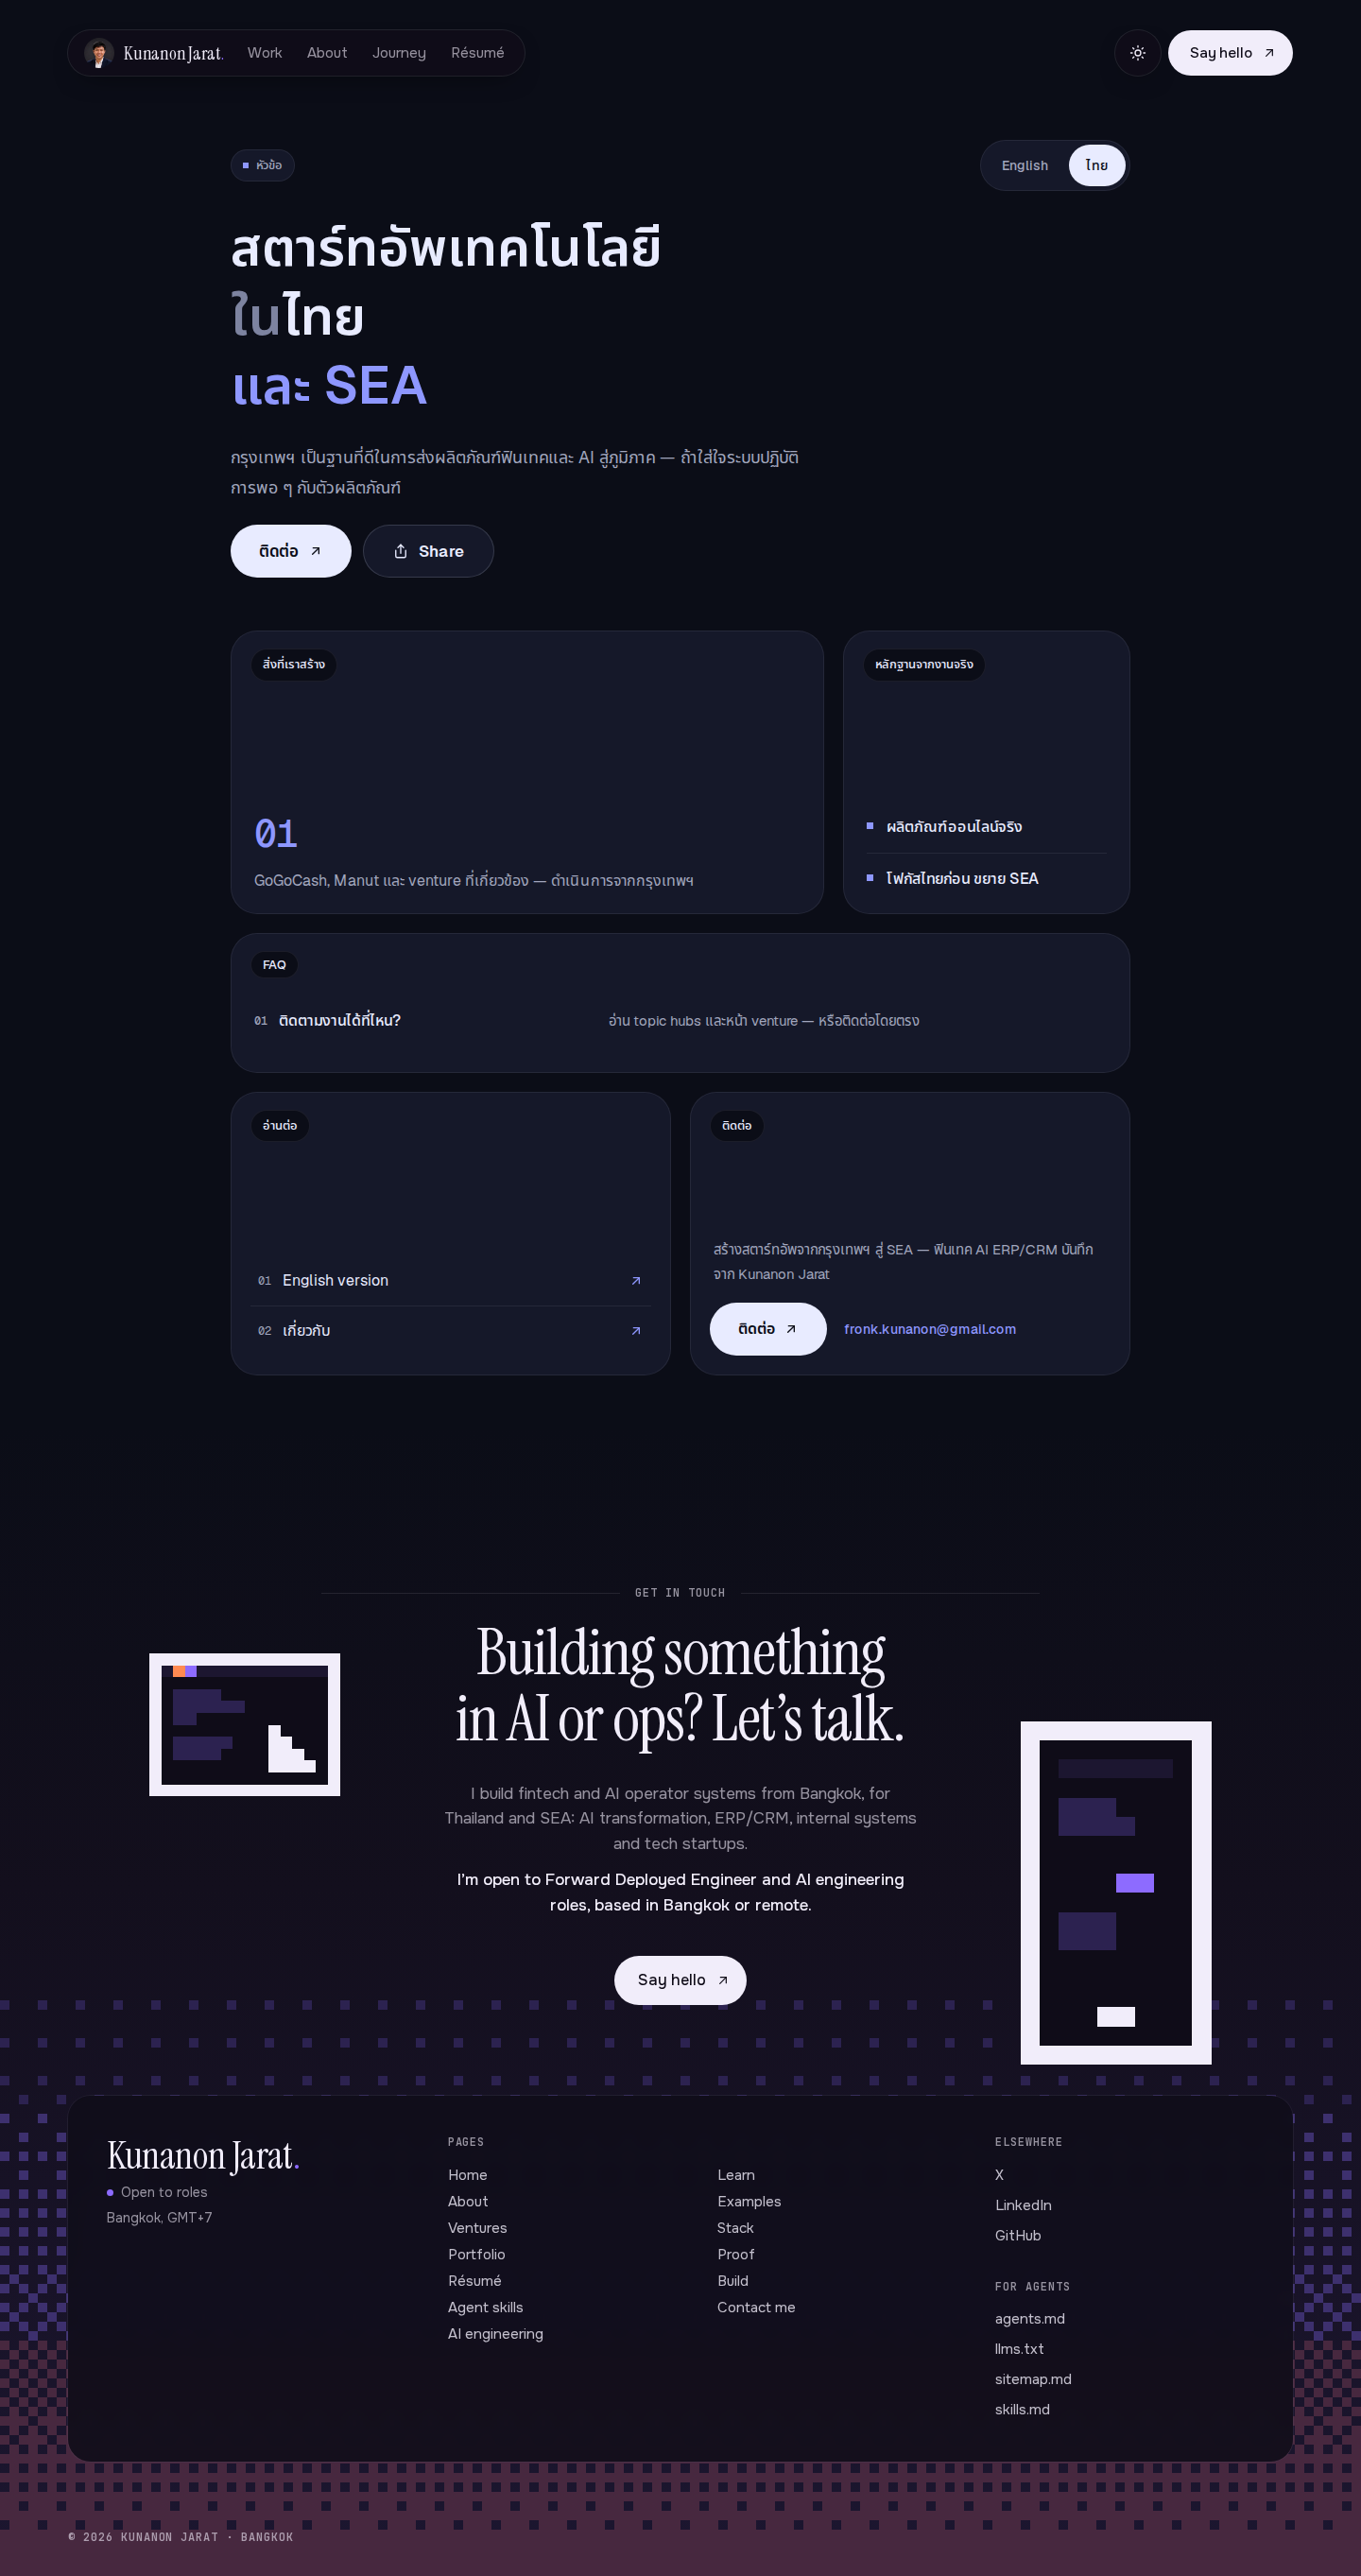 Kunanon Jarat.
Work
About
Journey
Résumé
Say hello
หัวข้อ
English
ไทย
สตาร์ทอัพเทคโนโลยี
ในไทย
และ SEA
กรุงเทพฯ เป็นฐานที่ดีในการส่งผลิตภัณฑ์ฟินเทคและ AI สู่ภูมิภาค — ถ้าใส่ใจระบบปฏิบัติ
การพอ ๆ กับตัวผลิตภัณฑ์
ติดต่อ
Share
สิ่งที่เราสร้าง
01
GoGoCash, Manut และ venture ที่เกี่ยวข้อง — ดำเนินการจากกรุงเทพฯ
หลักฐานจากงานจริง
ผลิตภัณฑ์ออนไลน์จริง
โฟกัสไทยก่อน ขยาย SEA
FAQ
01 ติดตามงานได้ที่ไหน?
อ่าน topic hubs และหน้า venture — หรือติดต่อโดยตรง
อ่านต่อ
01 English version
02 เกี่ยวกับ
ติดต่อ
สร้างสตาร์ทอัพจากกรุงเทพฯ สู่ SEA — ฟินเทค AI ERP/CRM บันทึก
จาก Kunanon Jarat
ติดต่อ
fronk.kunanon@gmail.com
GET IN TOUCH
Building something
in AI or ops? Let’s talk.
I build fintech and AI operator systems from Bangkok, for
Thailand and SEA: AI transformation, ERP/CRM, internal systems
and tech startups.
I’m open to Forward Deployed Engineer and AI engineering
roles, based in Bangkok or remote.
Say hello
Kunanon Jarat.
Open to roles
Bangkok, GMT+7
PAGES
Home
About
Ventures
Portfolio
Résumé
Agent skills
AI engineering
Learn
Examples
Stack
Proof
Build
Contact me
ELSEWHERE
X
LinkedIn
GitHub
FOR AGENTS
agents.md
llms.txt
sitemap.md
skills.md
© 2026 KUNANON JARAT · BANGKOK